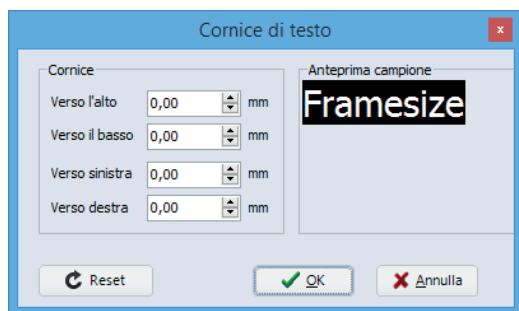 Cornice di testo
x
Cornice
Verso l'alto 0,00 mm
Verso il basso 0,00 mm
Verso sinistra 0,00 mm
Verso destra 0,00 mm
Anteprima campione
Framesize
Reset
OK
Annulla